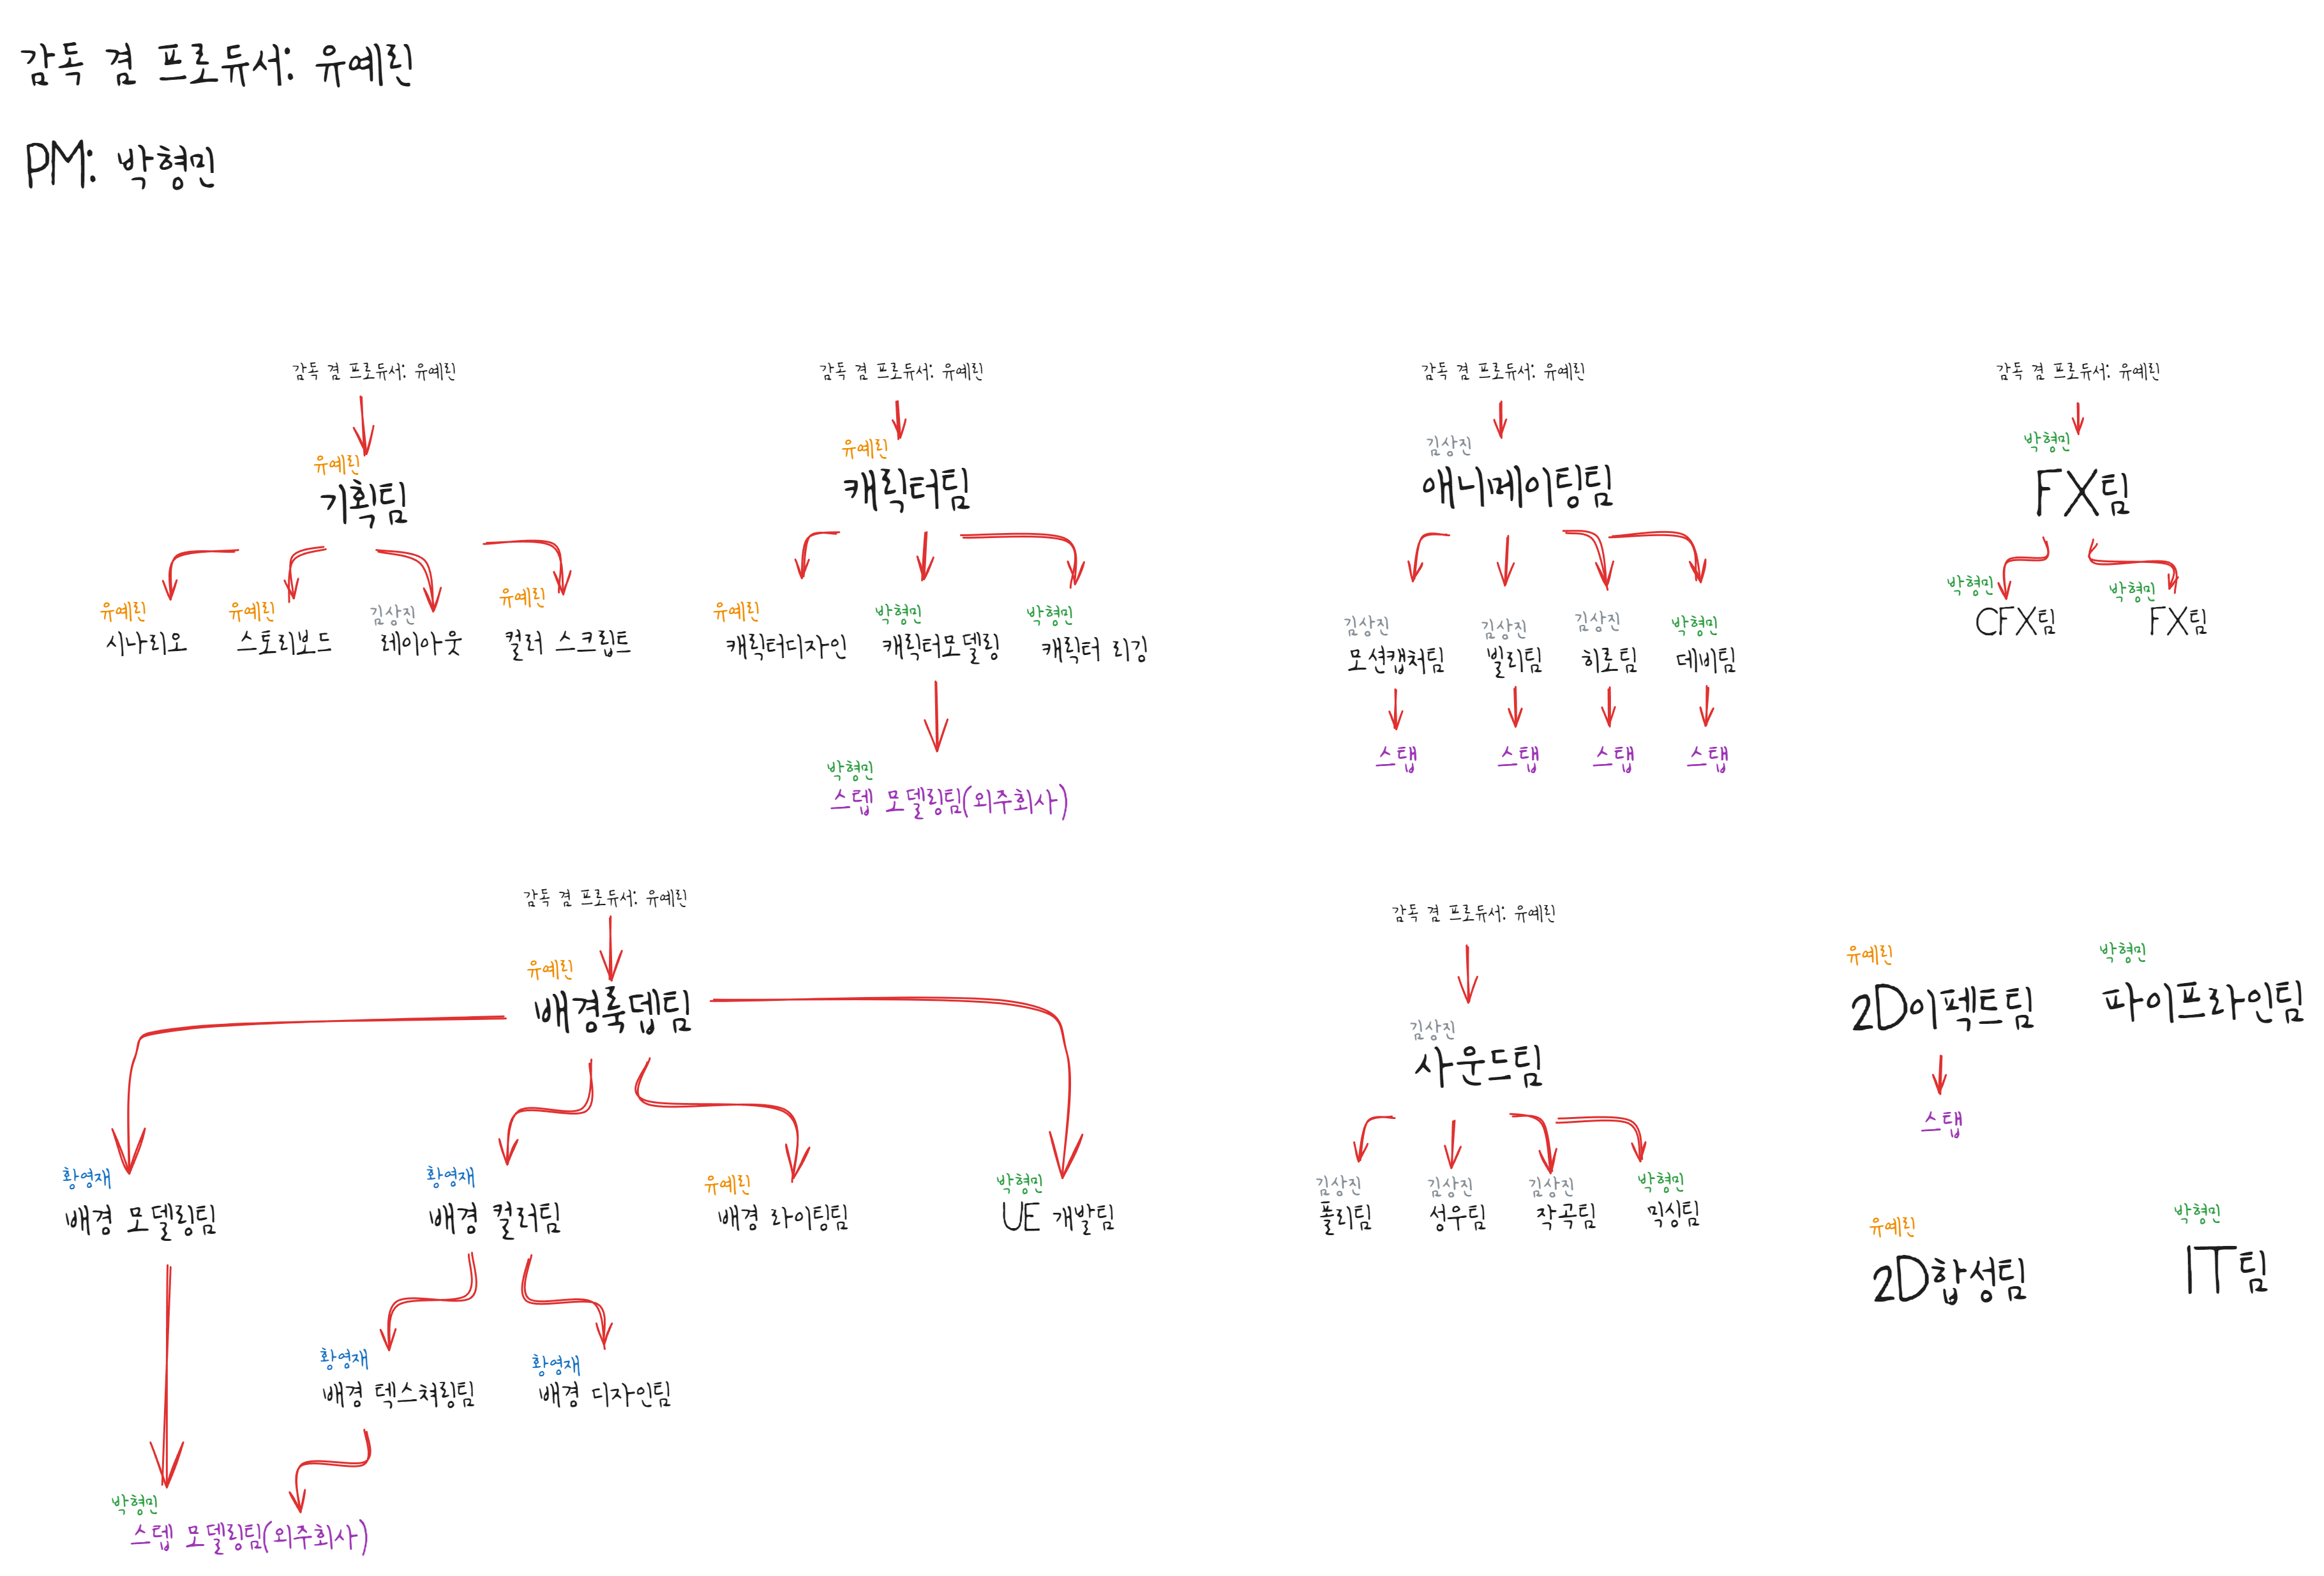 감독 겸 프로듀서: 유예린
PM: 박형민
감독 겸 프로듀서: 유예린
유예린
기획팀
유예린
시나리오
유예린
스토리보드
김상진
레이아웃
유예린
컬러 스크립트
감독 겸 프로듀서: 유예린
유예린
캐릭터팀
유예린
캐릭터디자인
박형민
캐릭터모델링
박형민
캐릭터 리깅
박형민
스텝 모델링팀(외주회사)
감독 겸 프로듀서: 유예린
김상진
애니메이팅팀
김상진
모션캡처팀
김상진
빌리팀
김상진
히로팀
박형민
데비팀
스탭
스탭
스탭
스탭
감독 겸 프로듀서: 유예린
박형민
FX팀
박형민
CFX팀
박형민
FX팀
감독 겸 프로듀서: 유예린
유예린
배경룩뎁팀
황영재
배경 모델링팀
황영재
배경 컬러팀
유예린
배경 라이팅팀
박형민
UE 개발팀
황영재
배경 텍스쳐링팀
황영재
배경 디자인팀
박형민
스텝 모델링팀(외주회사)
감독 겸 프로듀서: 유예린
김상진
사운드팀
김상진
폴리팀
김상진
성우팀
김상진
작곡팀
박형민
믹싱팀
유예린
2D이펙트팀
스탭
박형민
파이프라인팀
유예린
2D합성팀
박형민
IT팀